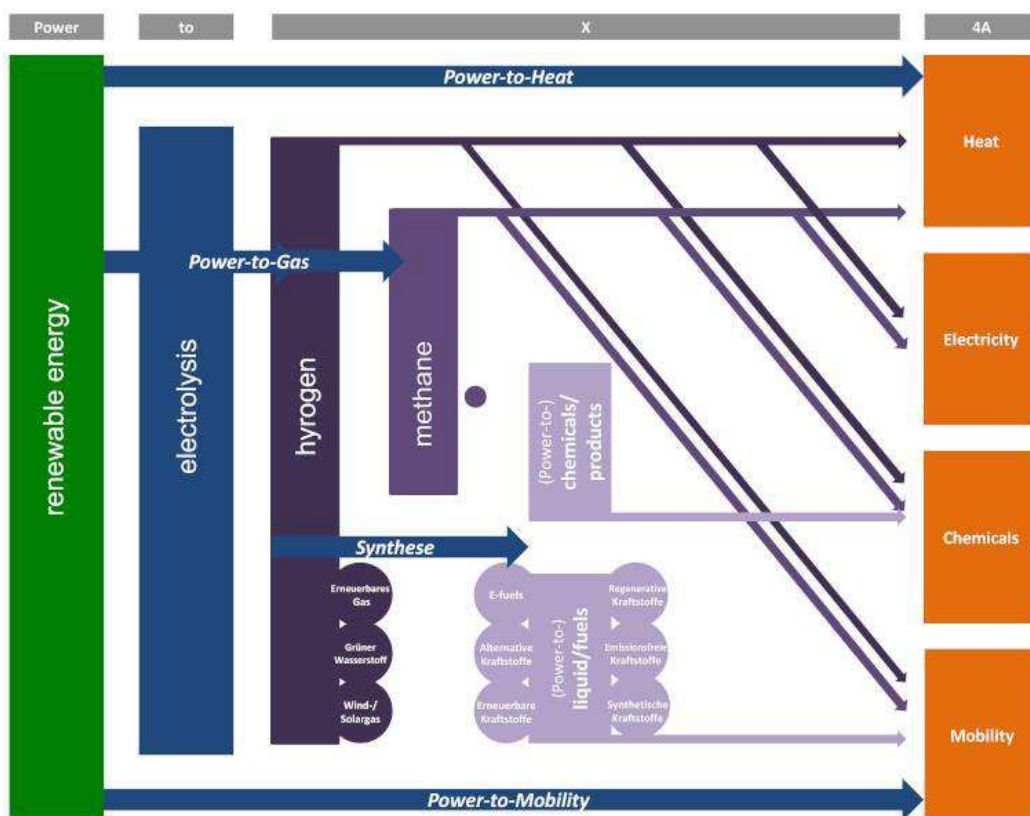 Power
to
X
4A
Power-to-Heat
Heat
renewable energy
electrolysis
Power-to-Gas
hyrogen
methane
Electricity
(Power-to-)
chemicals/
products
Chemicals
Synthese
Erneuerbares
Gas
Grüner
Wasserstoff
Wind-/
Solargas
E-fuels
Alternative
Kraftstoffe
Erneuerbare
Kraftstoffe
(Power-to-)
liquid/fuels
Regenerative
Kraftstoffe
Emissionsfreie
Kraftstoffe
Synthetische
Kraftstoffe
Mobility
Power-to-Mobility